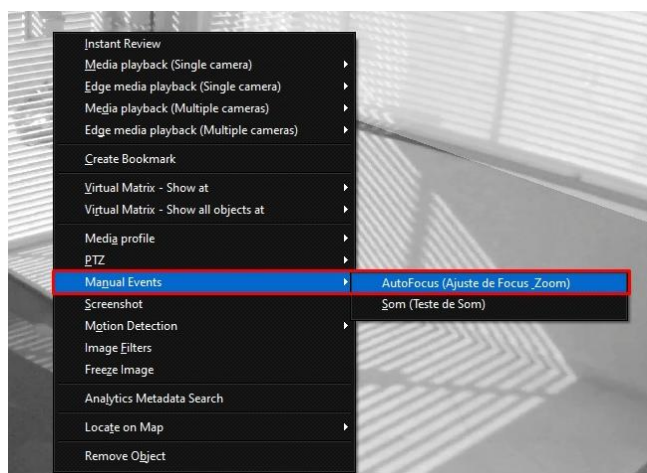 Instant Review
Media playback (Single camera)
Edge media playback (Single camera)
Media playback (Multiple cameras)
Edge media playback (Multiple cameras)
Create Bookmark
Virtual Matrix - Show at
Virtual Matrix - Show all objects at
Media profile
PTZ
Manual Events
AutoFocus (Ajuste de Focus_Zoom)
Screenshot
Som (Teste de Som)
Motion Detection
Image Filters
Freeze Image
Analytics Metadata Search
Locate on Map
Remove Object